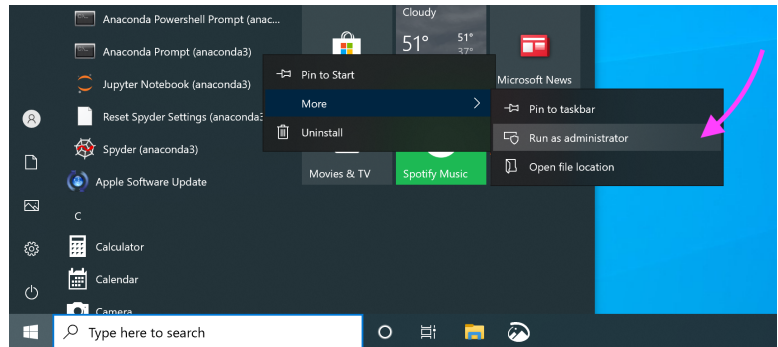 Anaconda Powershell Prompt (anac...
Anaconda Prompt (anaconda3)
Jupyter Notebook (anaconda3)
Reset Spyder Settings (anaconda3
Spyder (anaconda3)
Apple Software Update
C
Calculator
Calendar
Camera
Cloudy
51° 51°
37°
Microsoft News
Movies & TV
Spotify Music
Pin to Start
More
Uninstall
Pin to taskbar
Run as administrator
Open file location
Type here to search